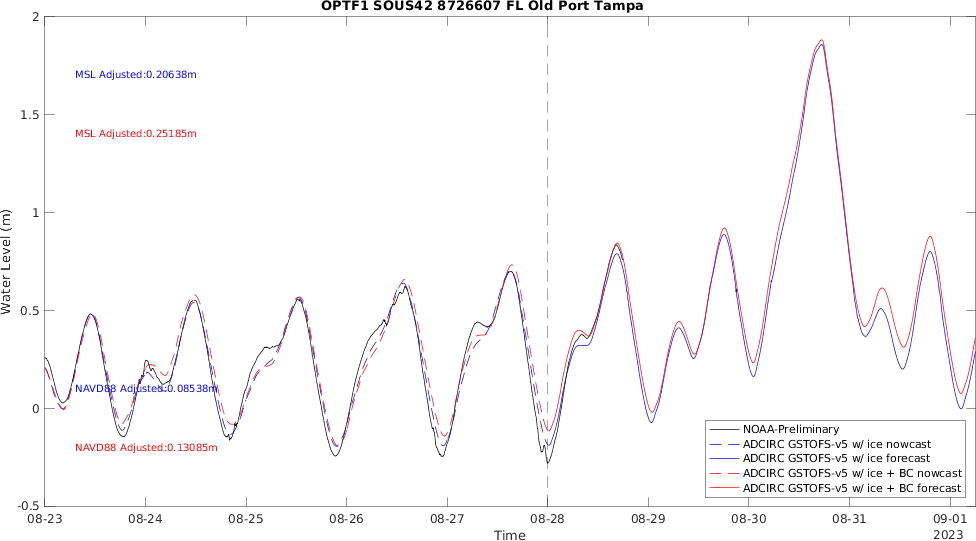 OPTF1 SOUS42 8726607 FL Old Port Tampa
2
1.5
1
0.5
0
-0.5
Water Level (m)
MSL Adjusted:0.20638m
MSL Adjusted:0.25185m
NAVD88 Adjusted:0.08538m
NAVD88 Adjusted:0.13085m
NOAA-Preliminary
ADCIRC GSTOFS-v5 w/ ice nowcast
ADCIRC GSTOFS-v5 w/ ice forecast
ADCIRC GSTOFS-v5 w/ ice + BC nowcast
ADCIRC GSTOFS-v5 w/ ice + BC forecast
08-23 08-24 08-25 08-26 08-27 08-28 08-29 08-30 08-31 09-01
Time
2023